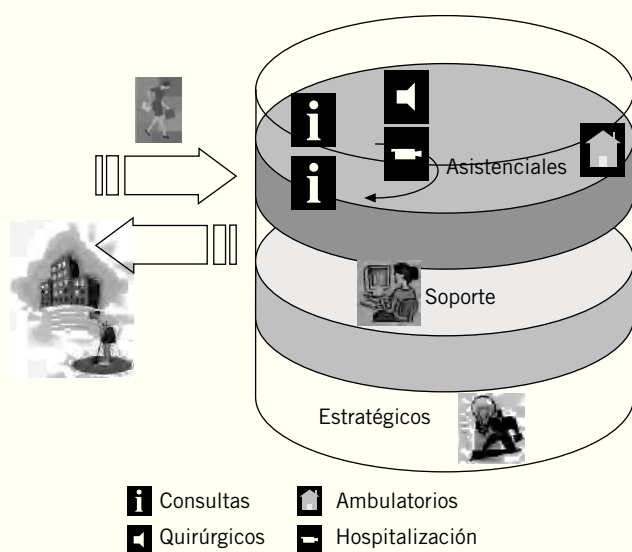 Asistenciales
Soporte
Estratégicos
i Consultas
Ambulatorios
Quirúrgicos
Hospitalización